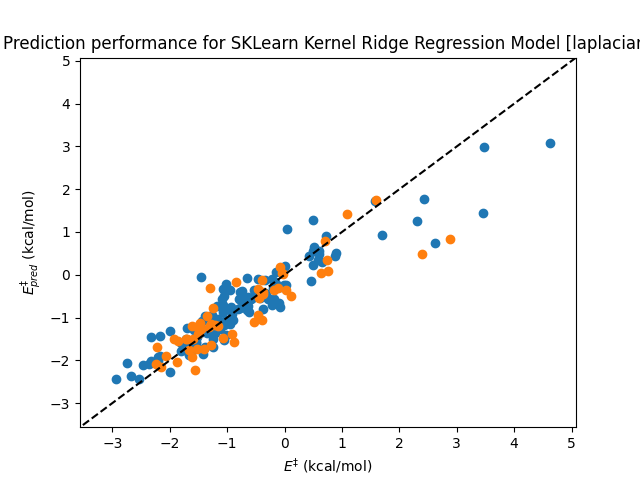 Prediction performance for SKLearn Kernel Ridge Regression Model [laplacian
5
4
3
2
1
0
−1
−2
−3
E‡pred (kcal/mol)
−3 −2 −1 0 1 2 3 4 5
E‡ (kcal/mol)